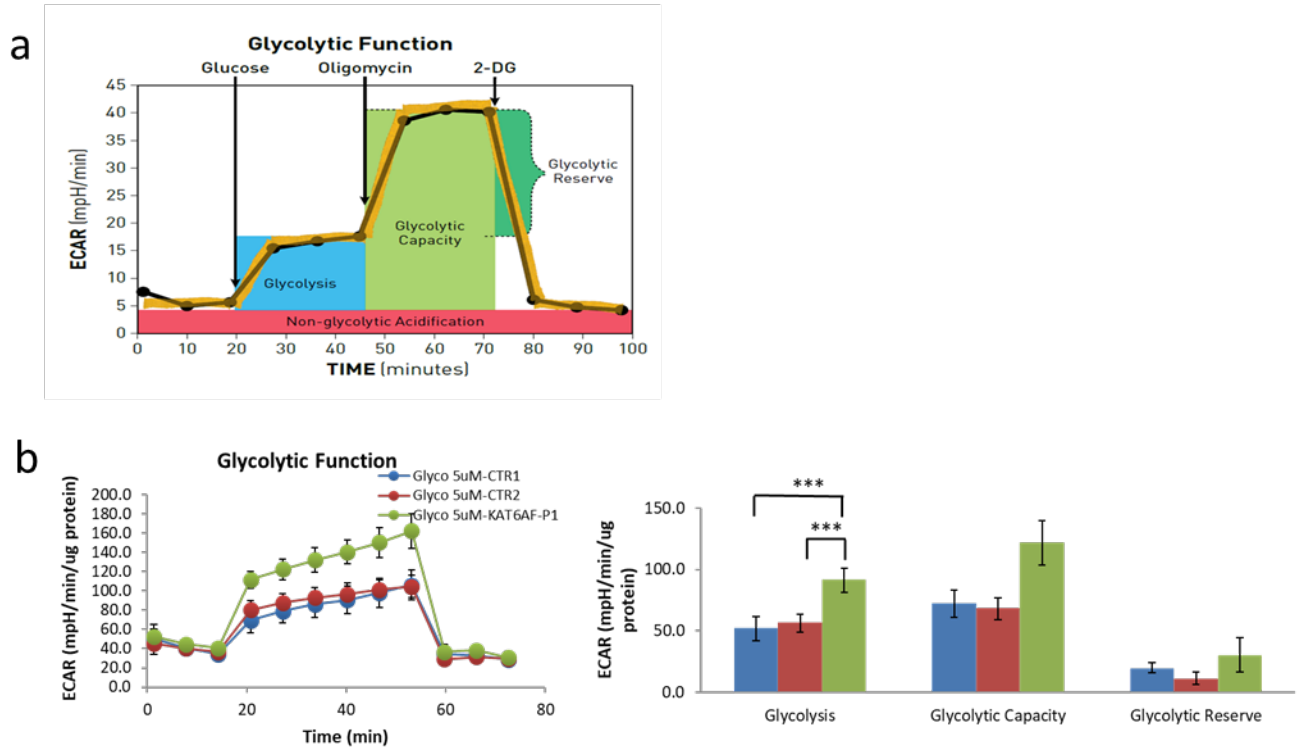 a
Glycolytic Function
Glucose
Oligomycin
2-DG
45
40
35
30
25
20
15
10
5
0
ECAR (mpH/min)
Glycolytic
Reserve
Glycolytic
Capacity
Glycolysis
Non-glycolytic Acidification
0 10 20 30 40 50 60 70 80 90 100
TIME (minutes)
b
Glycolytic Function
Glyco 5uM-CTR1
Glyco 5uM-CTR2
Glyco 5uM-KAT6AF-P1
ECAR (mpH/min/ug protein)
200.0
180.0
160.0
140.0
120.0
100.0
80.0
60.0
40.0
20.0
0.0
0 20 40 60 80
Time (min)
ECAR (mpH/min/ug
protein)
150.0
100.0
50.0
0.0
***
***
Glycolysis
Glycolytic Capacity
Glycolytic Reserve